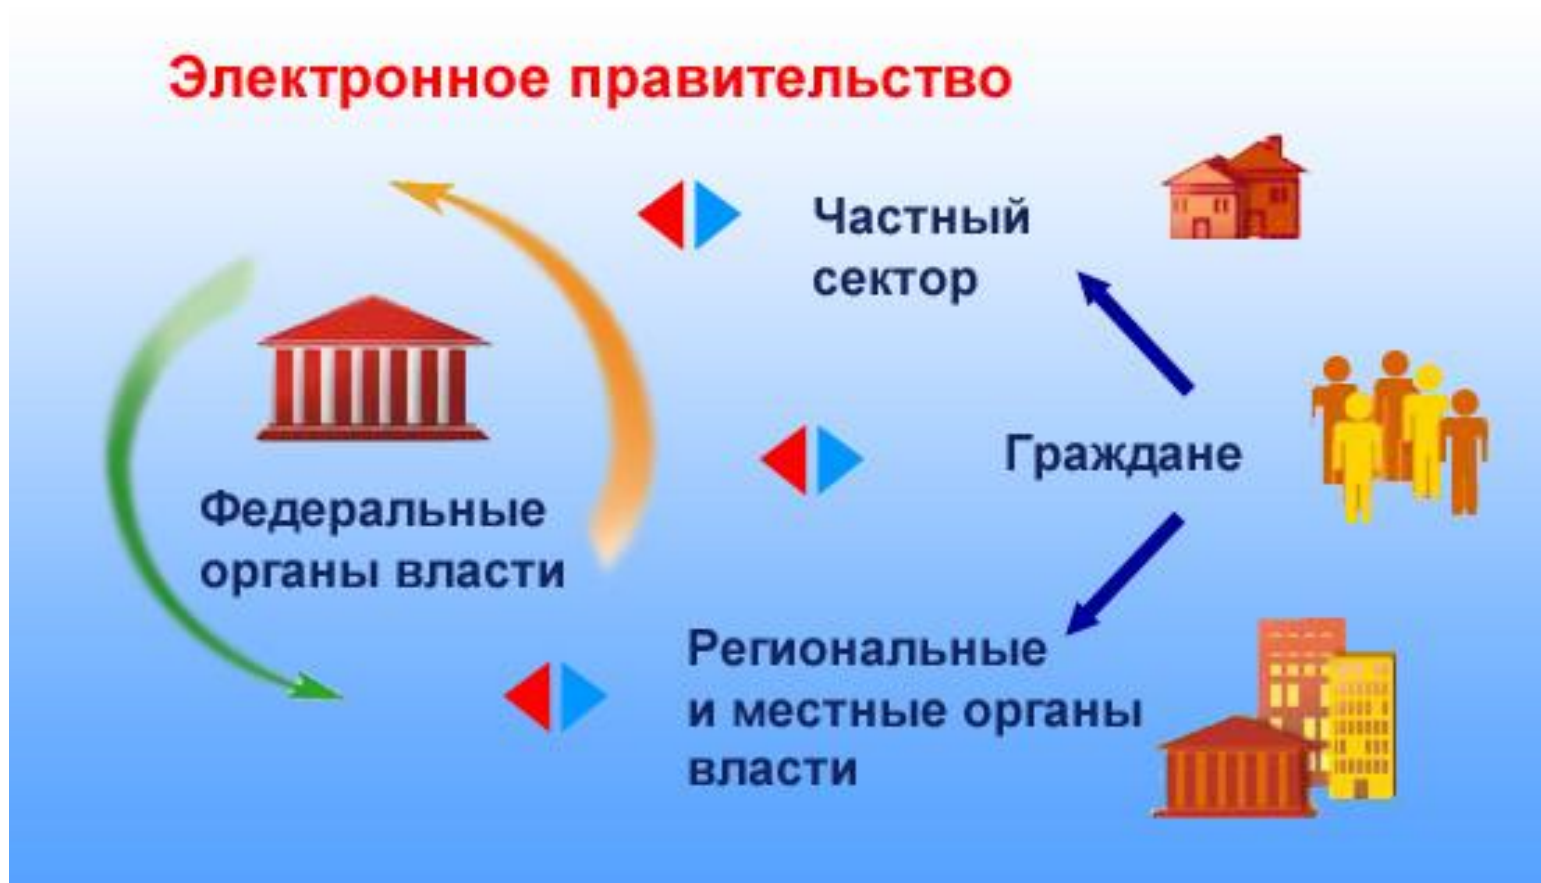 Электронное правительство
Частный
сектор
Граждане
Федеральные
органы власти
Региональные
и местные органы
власти